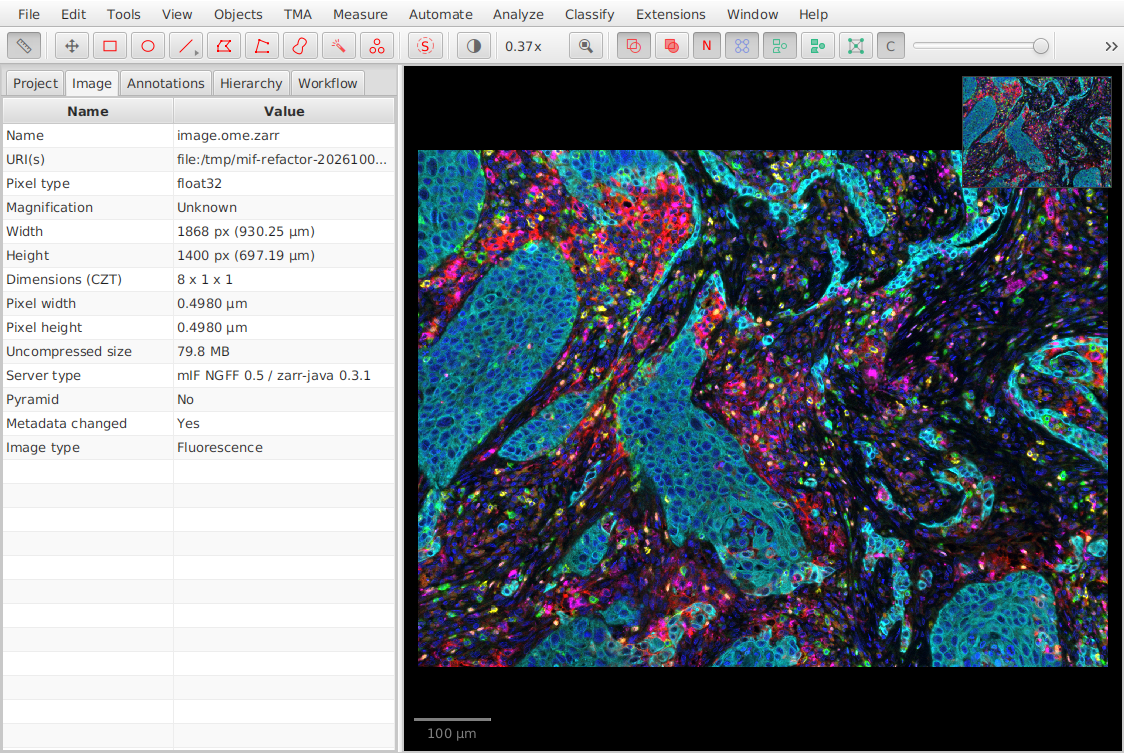 File Edit Tools View Objects TMA Measure Automate Analyze Classify Extensions Window Help
S 0.37x N C
Project Image Annotations Hierarchy Workflow
Name Value
Name image.ome.zarr
URI(s) file:/tmp/mif-refactor-2026100...
Pixel type float32
Magnification Unknown
Width 1868 px (930.25 µm)
Height 1400 px (697.19 µm)
Dimensions (CZT) 8 x 1 x 1
Pixel width 0.4980 µm
Pixel height 0.4980 µm
Uncompressed size 79.8 MB
Server type mIF NGFF 0.5 / zarr-java 0.3.1
Pyramid No
Metadata changed Yes
Image type Fluorescence
100 µm